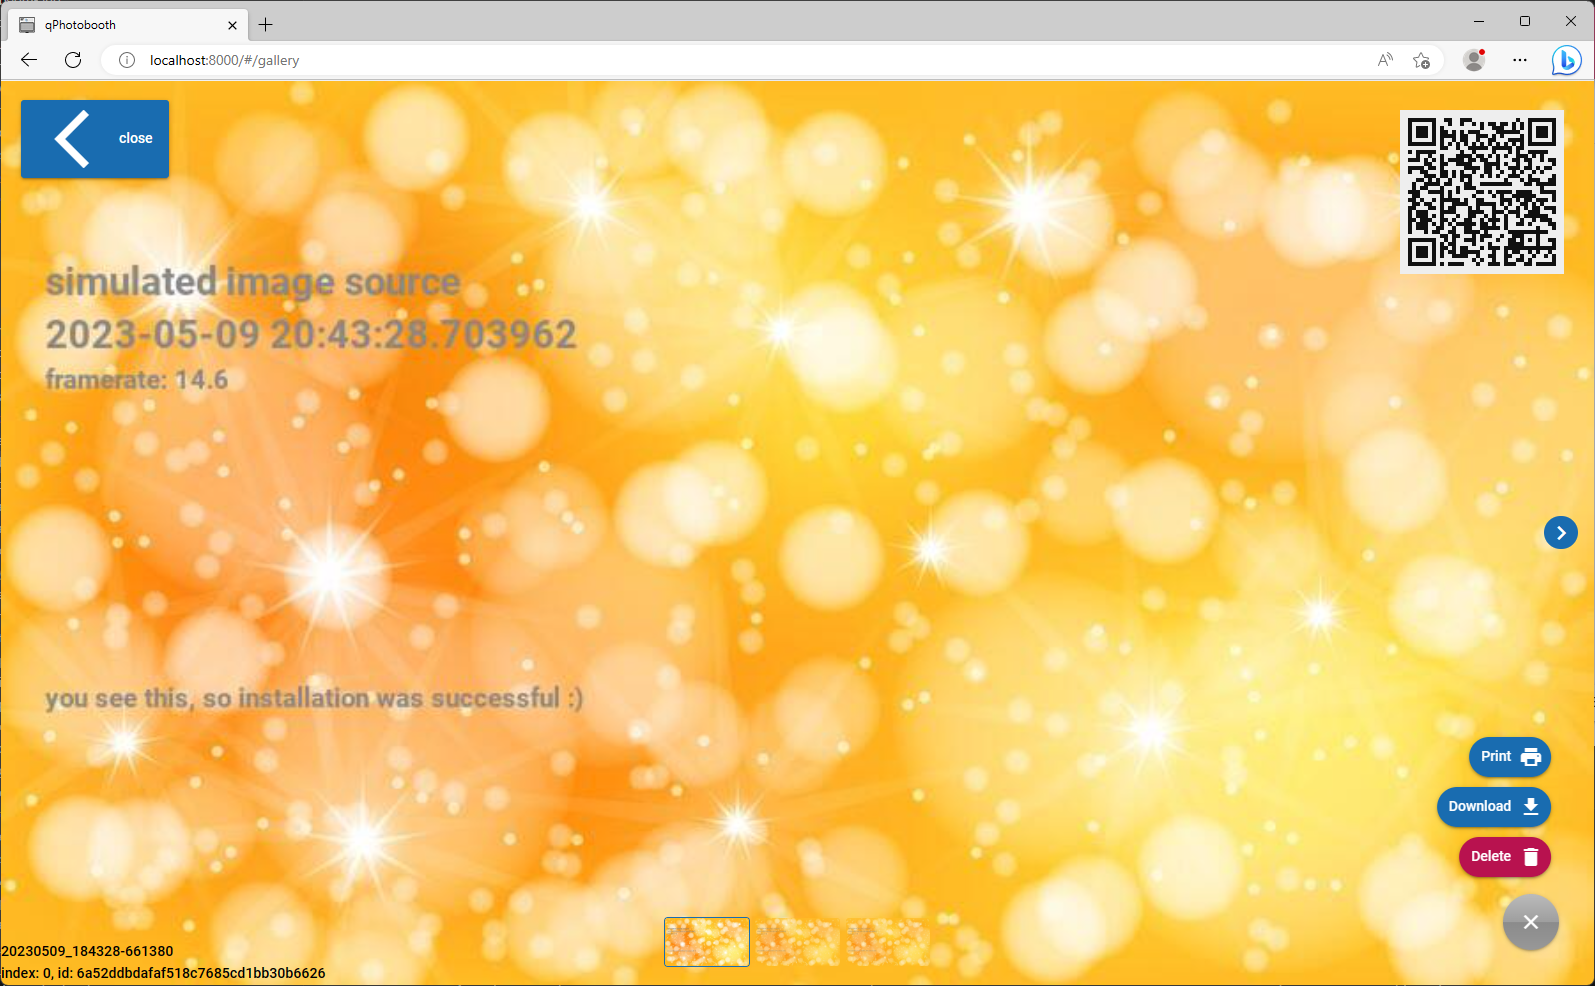 qPhotobooth
localhost:8000/#/gallery
close
simulated image source
2023-05-09 20:43:28.703962
framerate: 14.6
you see this, so installation was successful :)
Print
Download
Delete
20230509_184328-661380
index: 0, id: 6a52ddbdafaf518c7685cd1bb30b6626